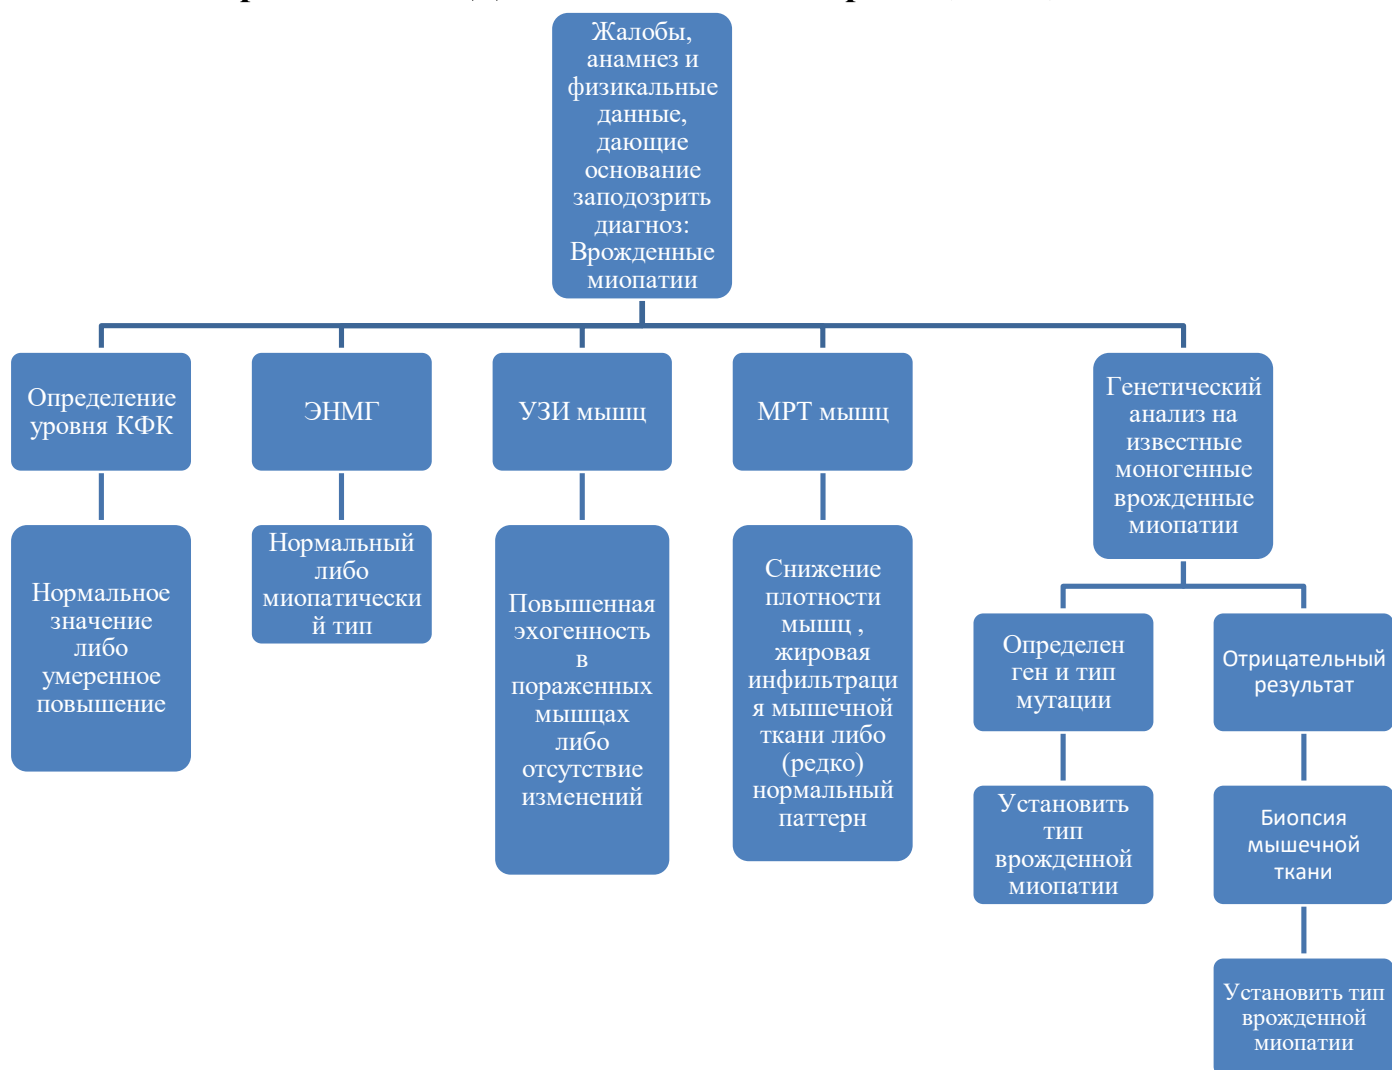 Жалобы,
анамнез и
физикальные
данные,
дающие
основание
заподозрить
диагноз:
Врожденные
миопатии
Определение
уровня КФК
ЭНМГ
УЗИ мышц
МРТ мышц
Генетический
анализ на
известные
моногенные
врожденные
миопатии
Нормальное
значение
либо
умеренное
повышение
Нормальный
либо
миопатически
й тип
Повышенная
эхогенность
в
пораженных
мышцах
либо
отсутствие
изменений
Снижение
плотности
мышц ,
жировая
инфильтраци
я мышечной
ткани либо
(редко)
нормальный
паттерн
Определен
ген и тип
мутации
Отрицательный
результат
Установить
тип
врожденной
миопатии
Биопсия
мышечной
ткани
Установить тип
врожденной
миопатии